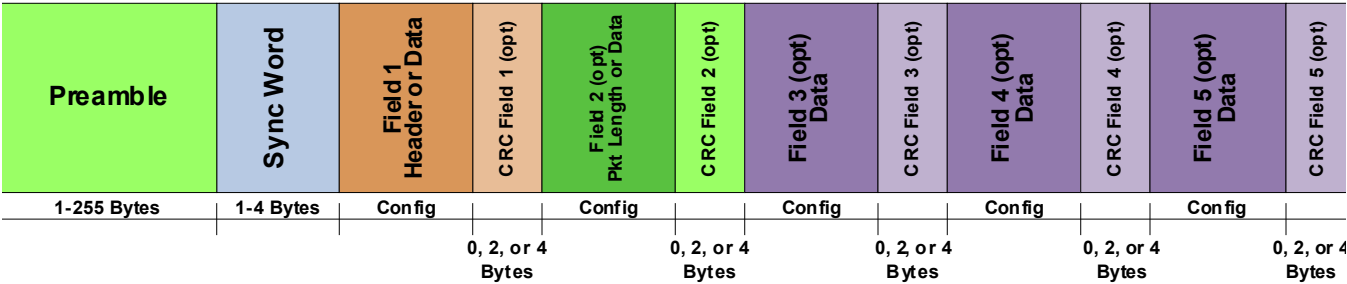 Preamble
Sync Word
Field 1
Header or Data
CRC Field 1 (opt)
Field 2 (opt)
Pkt Length or Data
CRC Field 2 (opt)
Field 3 (opt)
Data
CRC Field 3 (opt)
Field 4 (opt)
Data
CRC Field 4 (opt)
Field 5 (opt)
Data
CRC Field 5 (opt)
1-255 Bytes
1-4 Bytes
Config
Config
Config
Config
Config
0, 2, or 4
Bytes
0, 2, or 4
Bytes
0, 2, or 4
Bytes
0, 2, or 4
Bytes
0, 2, or 4
Bytes